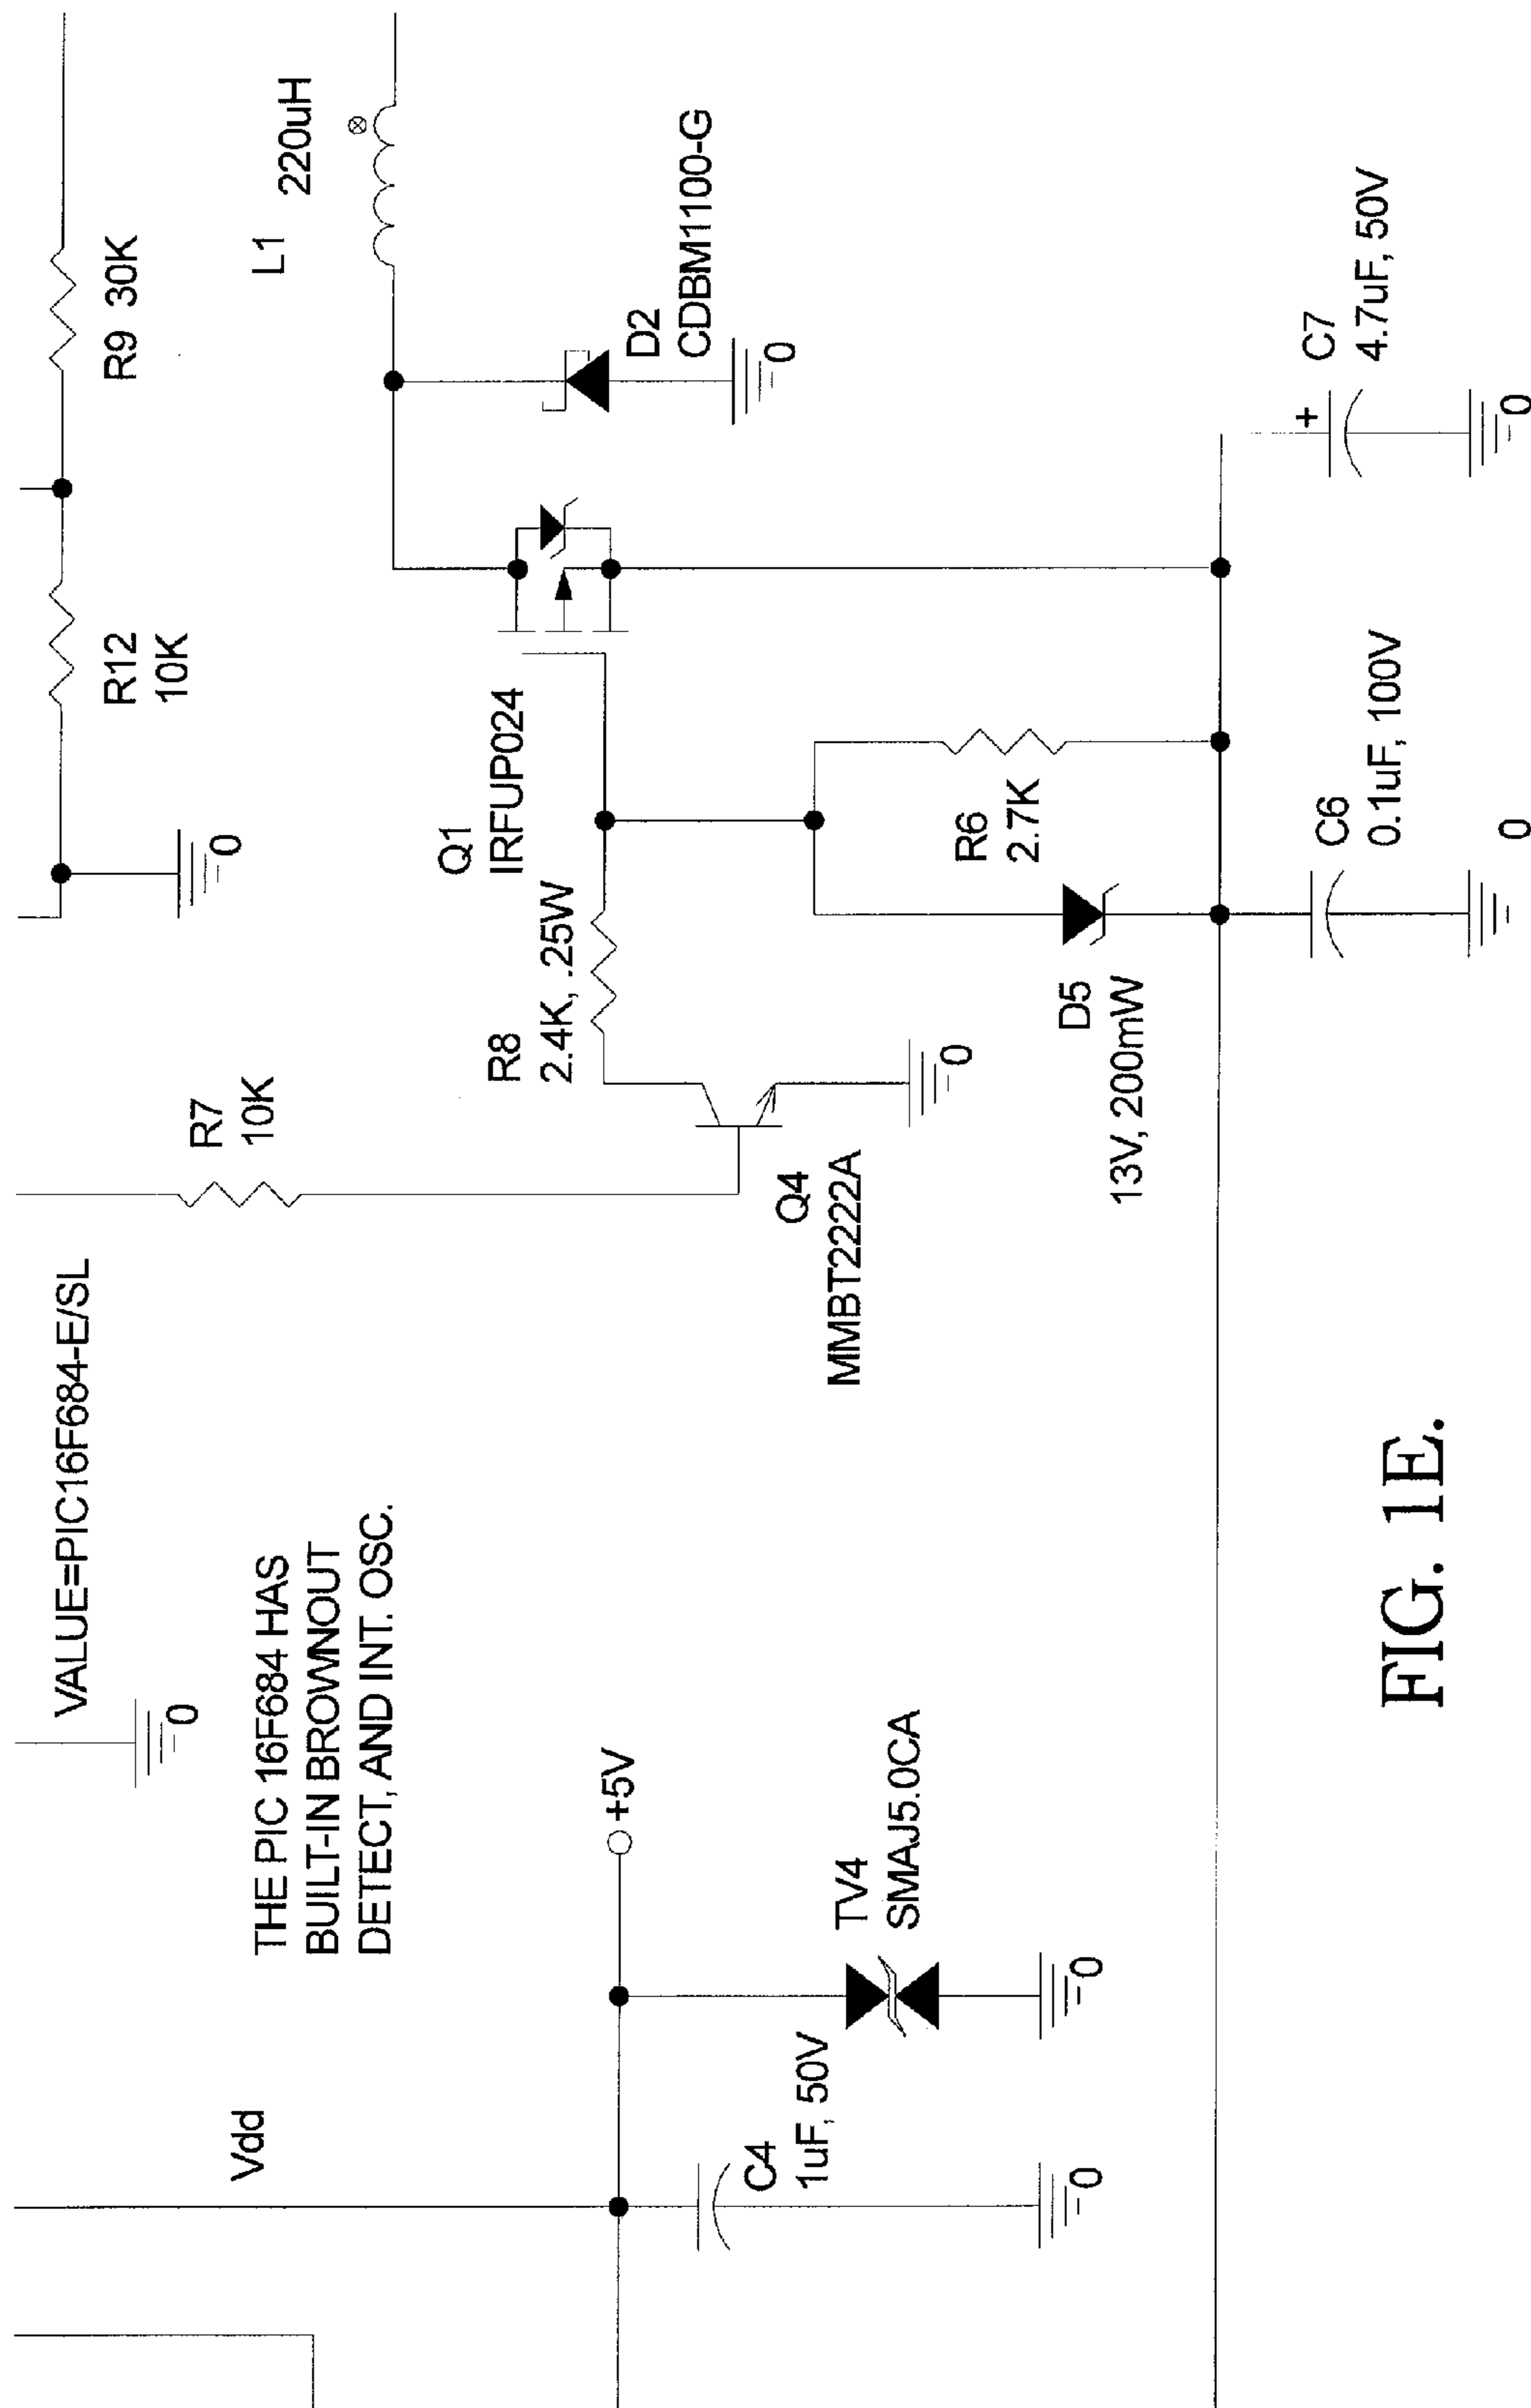 R9 30K
R12
10K
0
L1
220uH
D2
CDBM1100-G
0
Q1
IRFUP024
R8
2.4K, .25W
R7
10K
Q4
MMBT2222A
0
R6
2.7K
D5
13V, 200mW
C6
0.1uF, 100V
0
+
C7
4.7uF, 50V
0
VALUE=PIC16F684-E/SL
0
THE PIC 16F684 HAS
BUILT-IN BROWNOUT
DETECT, AND INT. OSC.
Vdd
+5V
C4
1uF, 50V
0
TV4
SMAJ5.0CA
0
FIG. 1E.